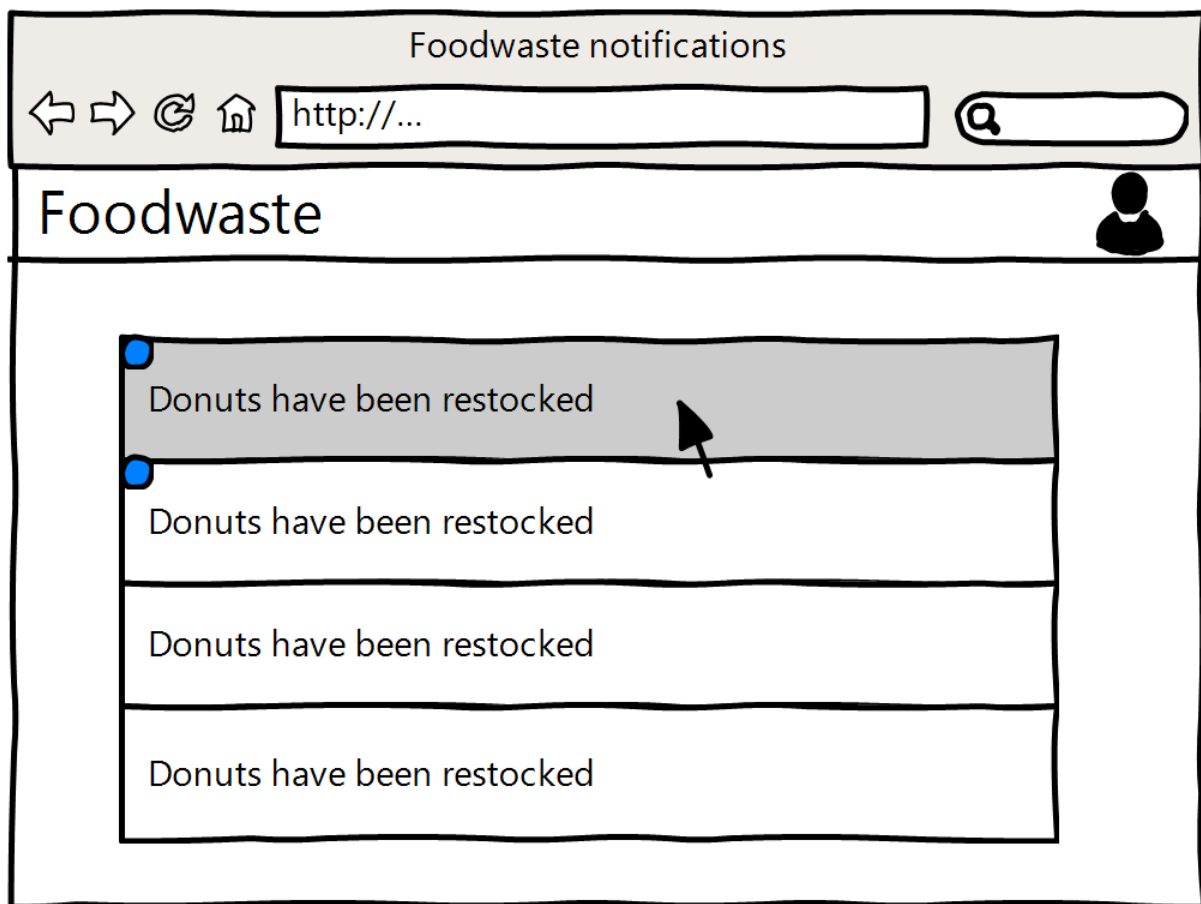 Foodwaste notifications
http://...
Foodwaste
Donuts have been restocked
Donuts have been restocked
Donuts have been restocked
Donuts have been restocked